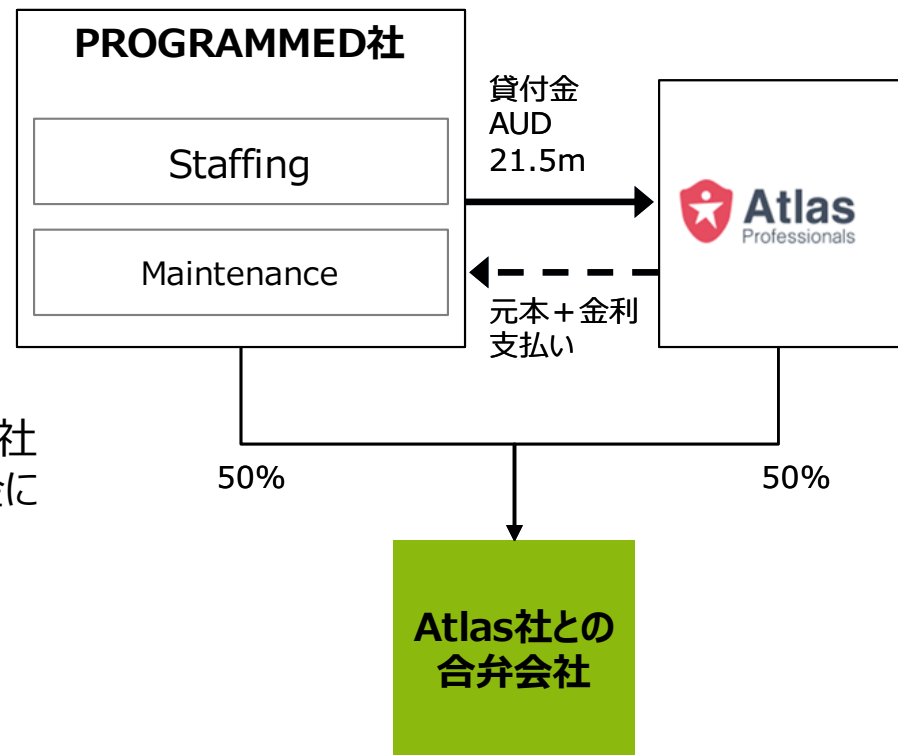 PROGRAMMED社
Staffing
Maintenance
貸付金
AUD
21.5m
元本＋金利
支払い
Atlas
Professionals
社
に
50%
50%
Atlas社との
合弁会社